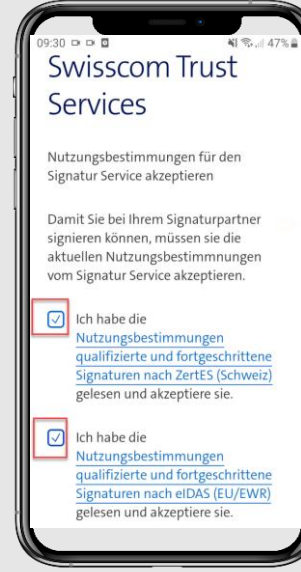 09:30 47%
Swisscom Trust
Services
Nutzungsbestimmungen für den
Signatur Service akzeptieren
Damit Sie bei Ihrem Signaturpartner
signieren können, müssen sie die
aktuellen Nutzungsbestimmnungen
vom Signatur Service akzeptieren.
Ich habe die
Nutzungsbestimmungen
qualifizierte und fortgeschrittene
Signaturen nach ZertES (Schweiz)
gelesen und akzeptiere sie.
Ich habe die
Nutzungsbestimmungen
qualifizierte und fortgeschrittene
Signaturen nach eIDAS (EU/EWR)
gelesen und akzeptiere sie.